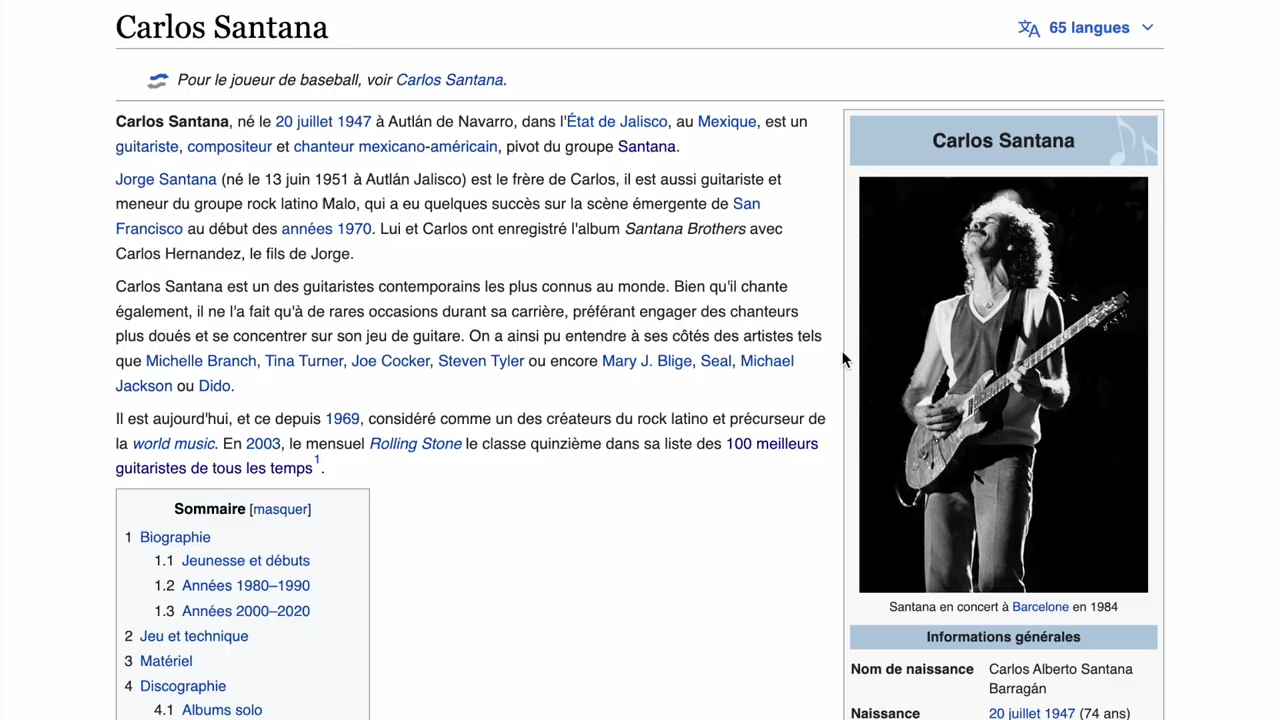 Carlos Santana
65 langues
Pour le joueur de baseball, voir Carlos Santana.
Carlos Santana, né le 20 juillet 1947 à Autlán de Navarro, dans l'État de Jalisco, au Mexique, est un
guitariste, compositeur et chanteur mexicano-américain, pivot du groupe Santana.
Jorge Santana (né le 13 juin 1951 à Autlán Jalisco) est le frère de Carlos, il est aussi guitariste et
meneur du groupe rock latino Malo, qui a eu quelques succès sur la scène émergente de San
Francisco au début des années 1970. Lui et Carlos ont enregistré l'album Santana Brothers avec
Carlos Hernandez, le fils de Jorge.
Carlos Santana est un des guitaristes contemporains les plus connus au monde. Bien qu'il chante
également, il ne l'a fait qu'à de rares occasions durant sa carrière, préférant engager des chanteurs
plus doués et se concentrer sur son jeu de guitare. On a ainsi pu entendre à ses côtés des artistes tels
que Michelle Branch, Tina Turner, Joe Cocker, Steven Tyler ou encore Mary J. Blige, Seal, Michael
Jackson ou Dido.
Il est aujourd'hui, et ce depuis 1969, considéré comme un des créateurs du rock latino et précurseur de
la world music. En 2003, le mensuel Rolling Stone le classe quinzième dans sa liste des 100 meilleurs
guitaristes de tous les temps1.
Sommaire [masquer]
1 Biographie
1.1 Jeunesse et débuts
1.2 Années 1980–1990
1.3 Années 2000–2020
2 Jeu et technique
3 Matériel
4 Discographie
4.1 Albums solo
Carlos Santana
Santana en concert à Barcelone en 1984
Informations générales
Nom de naissance Carlos Alberto Santana
Barragán
Naissance 20 juillet 1947 (74 ans)